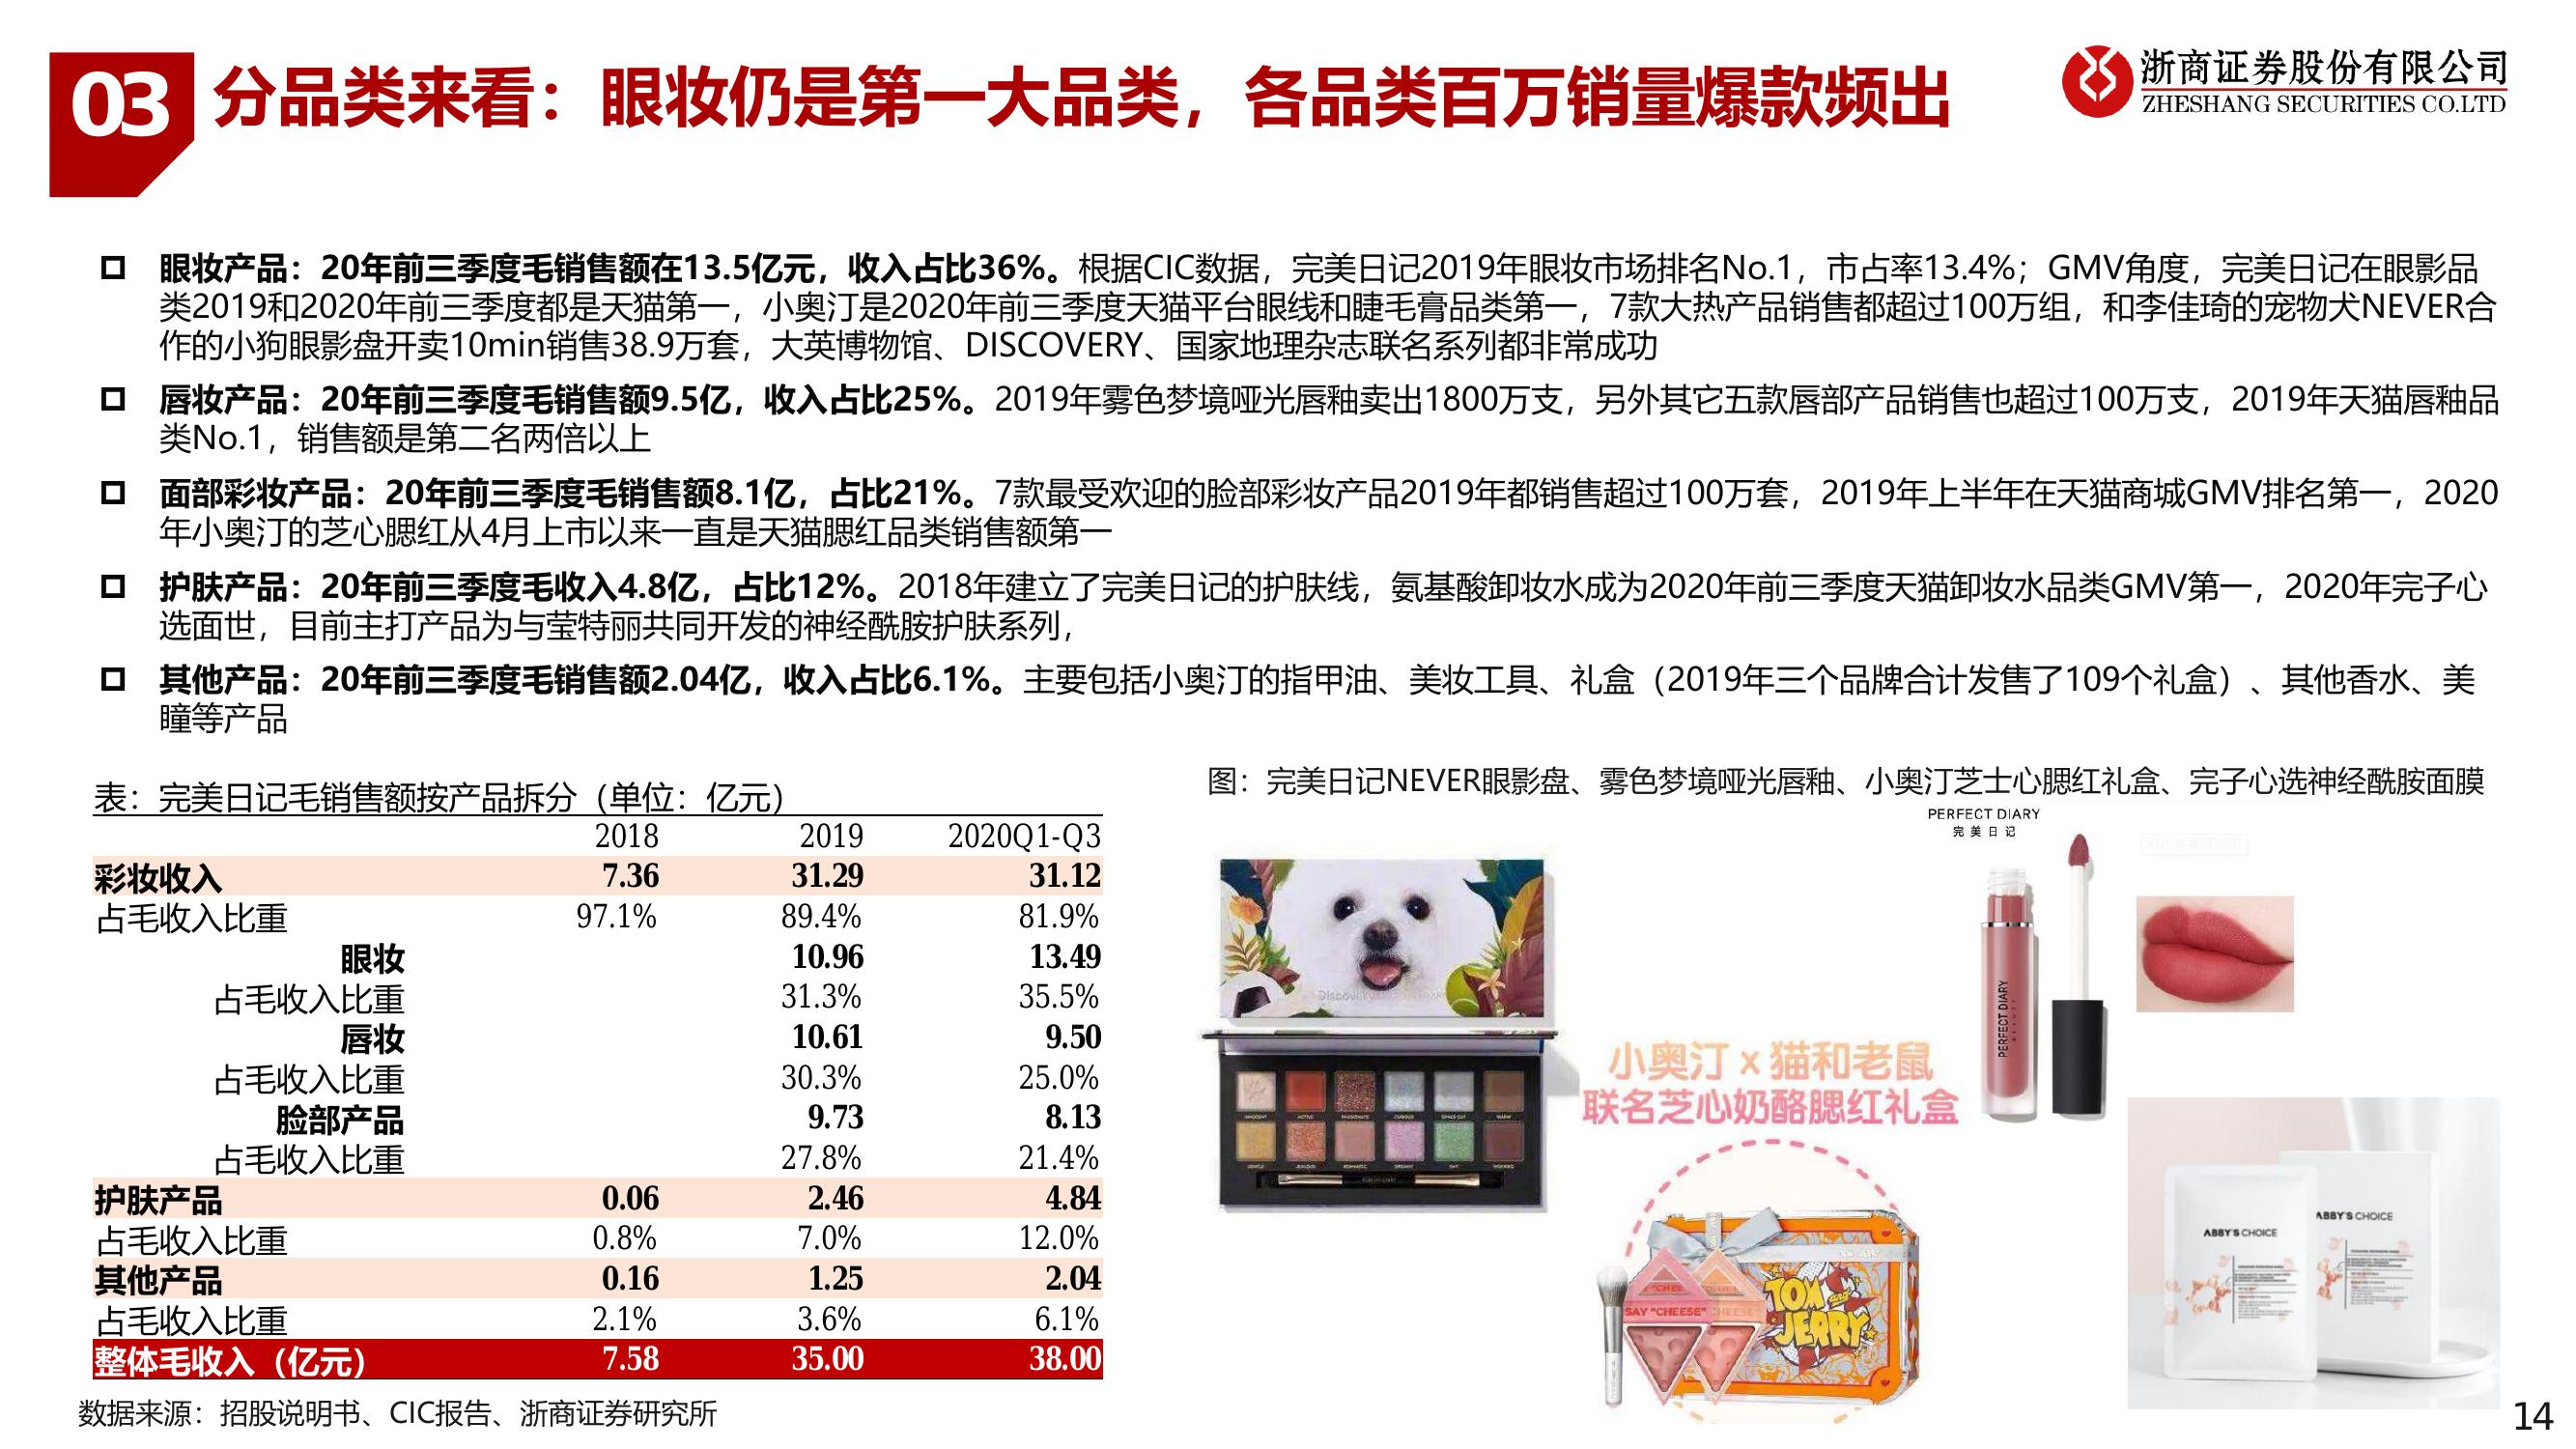 03
分品类来看：眼妆仍是第一大品类，各品类百万销量爆款频出
浙商证券股份有限公司
ZHESHANG SECURITIES CO.LTD
眼妆产品：20年前三季度毛销售额在13.5亿元，收入占比36%。根据CIC数据，完美日记2019年眼妆市场排名No.1，市占率13.4%；GMV角度，完美日记在眼影品
类2019和2020年前三季度都是天猫第一，小奥汀是2020年前三季度天猫平台眼线和睫毛膏品类第一，7款大热产品销售都超过100万组，和李佳琦的宠物犬NEVER合
作的小狗眼影盘开卖10min销售38.9万套，大英博物馆、DISCOVERY、国家地理杂志联名系列都非常成功
唇妆产品：20年前三季度毛销售额9.5亿，收入占比25%。2019年雾色梦境哑光唇釉卖出1800万支，另外其它五款唇部产品销售也超过100万支，2019年天猫唇釉品
类No.1，销售额是第二名两倍以上
面部彩妆产品：20年前三季度毛销售额8.1亿，占比21%。7款最受欢迎的脸部彩妆产品2019年都销售超过100万套，2019年上半年在天猫商城GMV排名第一，2020
年小奥汀的芝心腮红从4月上市以来一直是天猫腮红品类销售额第一
护肤产品：20年前三季度毛收入4.8亿，占比12%。2018年建立了完美日记的护肤线，氨基酸卸妆水成为2020年前三季度天猫卸妆水品类GMV第一，2020年完子心
选面世，目前主打产品为与莹特丽共同开发的神经酰胺护肤系列，
其他产品：20年前三季度毛销售额2.04亿，收入占比6.1%。主要包括小奥汀的指甲油、美妆工具、礼盒（2019年三个品牌合计发售了109个礼盒）、其他香水、美
瞳等产品
表：完美日记毛销售额按产品拆分（单位：亿元）
2018 2019 2020Q1-Q3
彩妆收入 7.36 31.29 31.12
占毛收入比重 97.1% 89.4% 81.9%
眼妆 10.96 13.49
占毛收入比重 31.3% 35.5%
唇妆 10.61 9.50
占毛收入比重 30.3% 25.0%
脸部产品 9.73 8.13
占毛收入比重 27.8% 21.4%
护肤产品 0.06 2.46 4.84
占毛收入比重 0.8% 7.0% 12.0%
其他产品 0.16 1.25 2.04
占毛收入比重 2.1% 3.6% 6.1%
整体毛收入（亿元） 7.58 35.00 38.00
数据来源：招股说明书、CIC报告、浙商证券研究所
图：完美日记NEVER眼影盘、雾色梦境哑光唇釉、小奥汀芝士心腮红礼盒、完子心选神经酰胺面膜
PERFECT DIARY
完美日记
Discovery
PERFECT DIARY
小奥汀 x 猫和老鼠
联名芝心奶酪腮红礼盒
SAY "CHEESE"
TOM and
JERRY
ABBY'S CHOICE
ABBY'S CHOICE
14